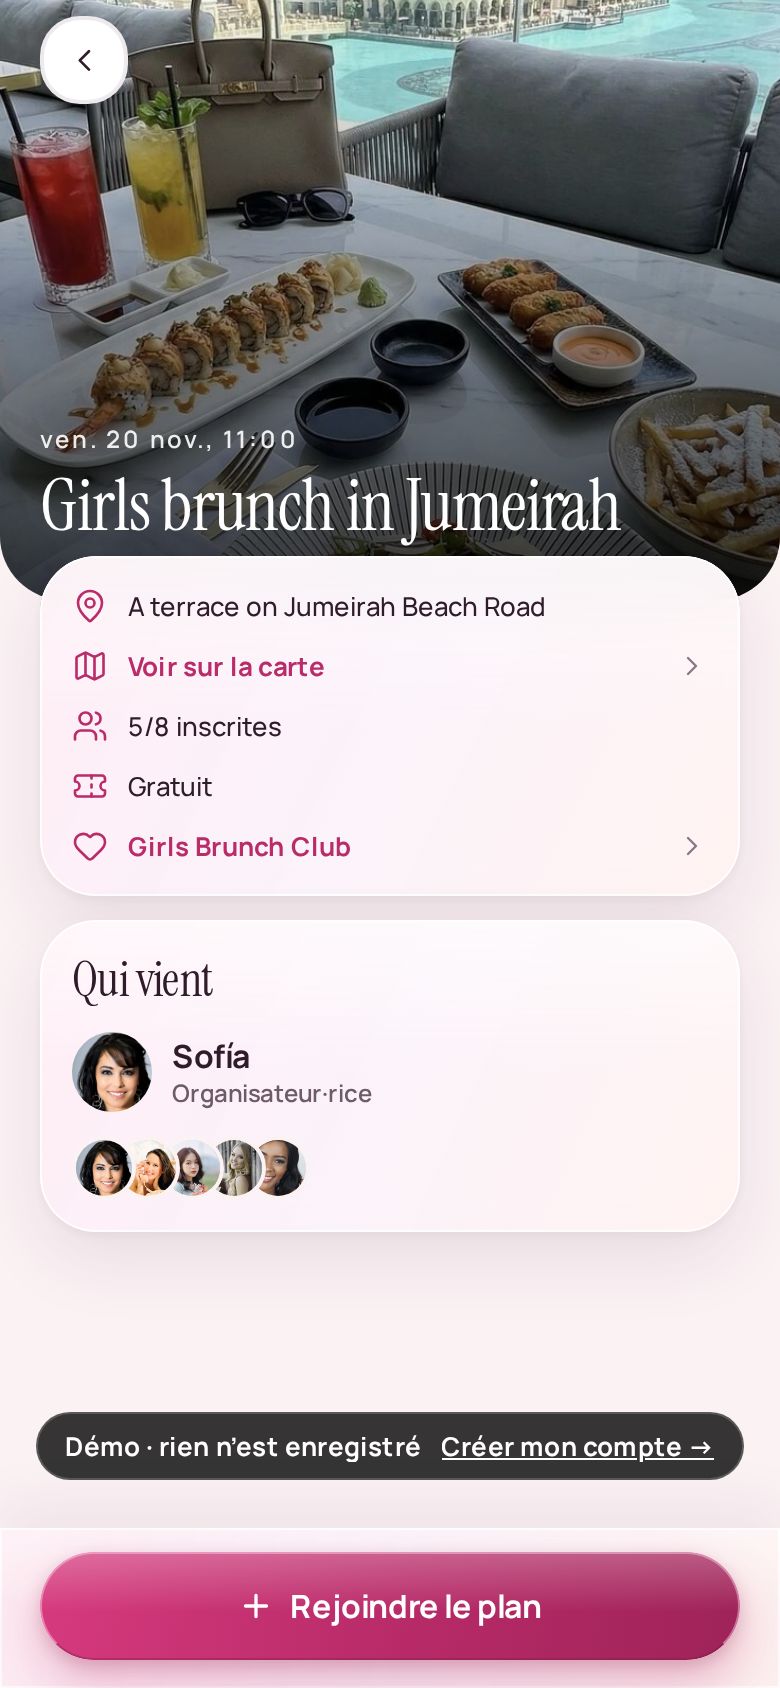 ven. 20 nov., 11:00
Girls brunch in Jumeirah
A terrace on Jumeirah Beach Road
Voir sur la carte
5/8 inscrites
Gratuit
Girls Brunch Club
Qui vient
Sofía
Organisateur·rice
Démo · rien n’est enregistré Créer mon compte →
+ Rejoindre le plan